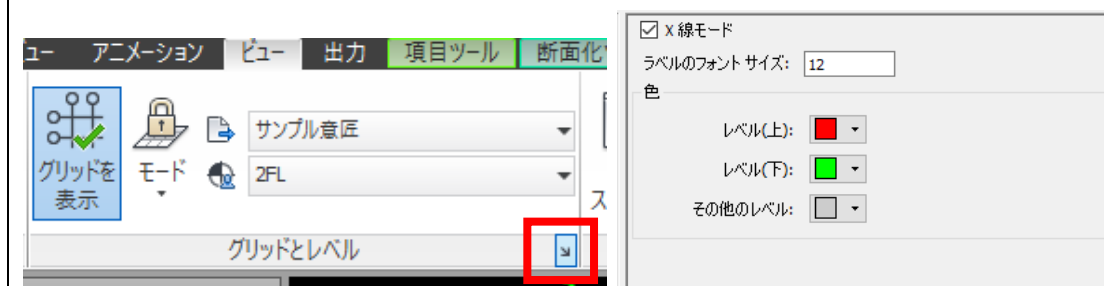 ュー アニメーション ビュー 出力 項目ツール 断面化
グリッドを
表示
モード
サンプル意匠
2FL
ス
グリッドとレベル
X 線モード
ラベルのフォント サイズ: 12
色
レベル(上):
レベル(下):
その他のレベル: